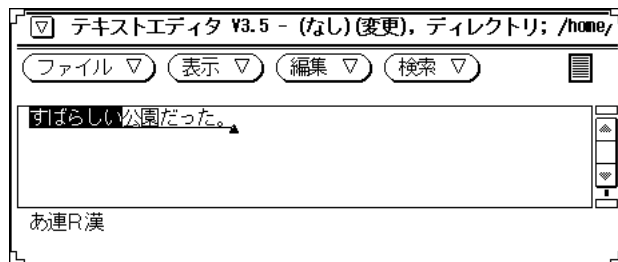 テキストエディタ V3.5 - (なし)(変更), ディレクトリ; /home/
ファイル 表示 編集 検索
すばらしい公園だった。
あ連R漢